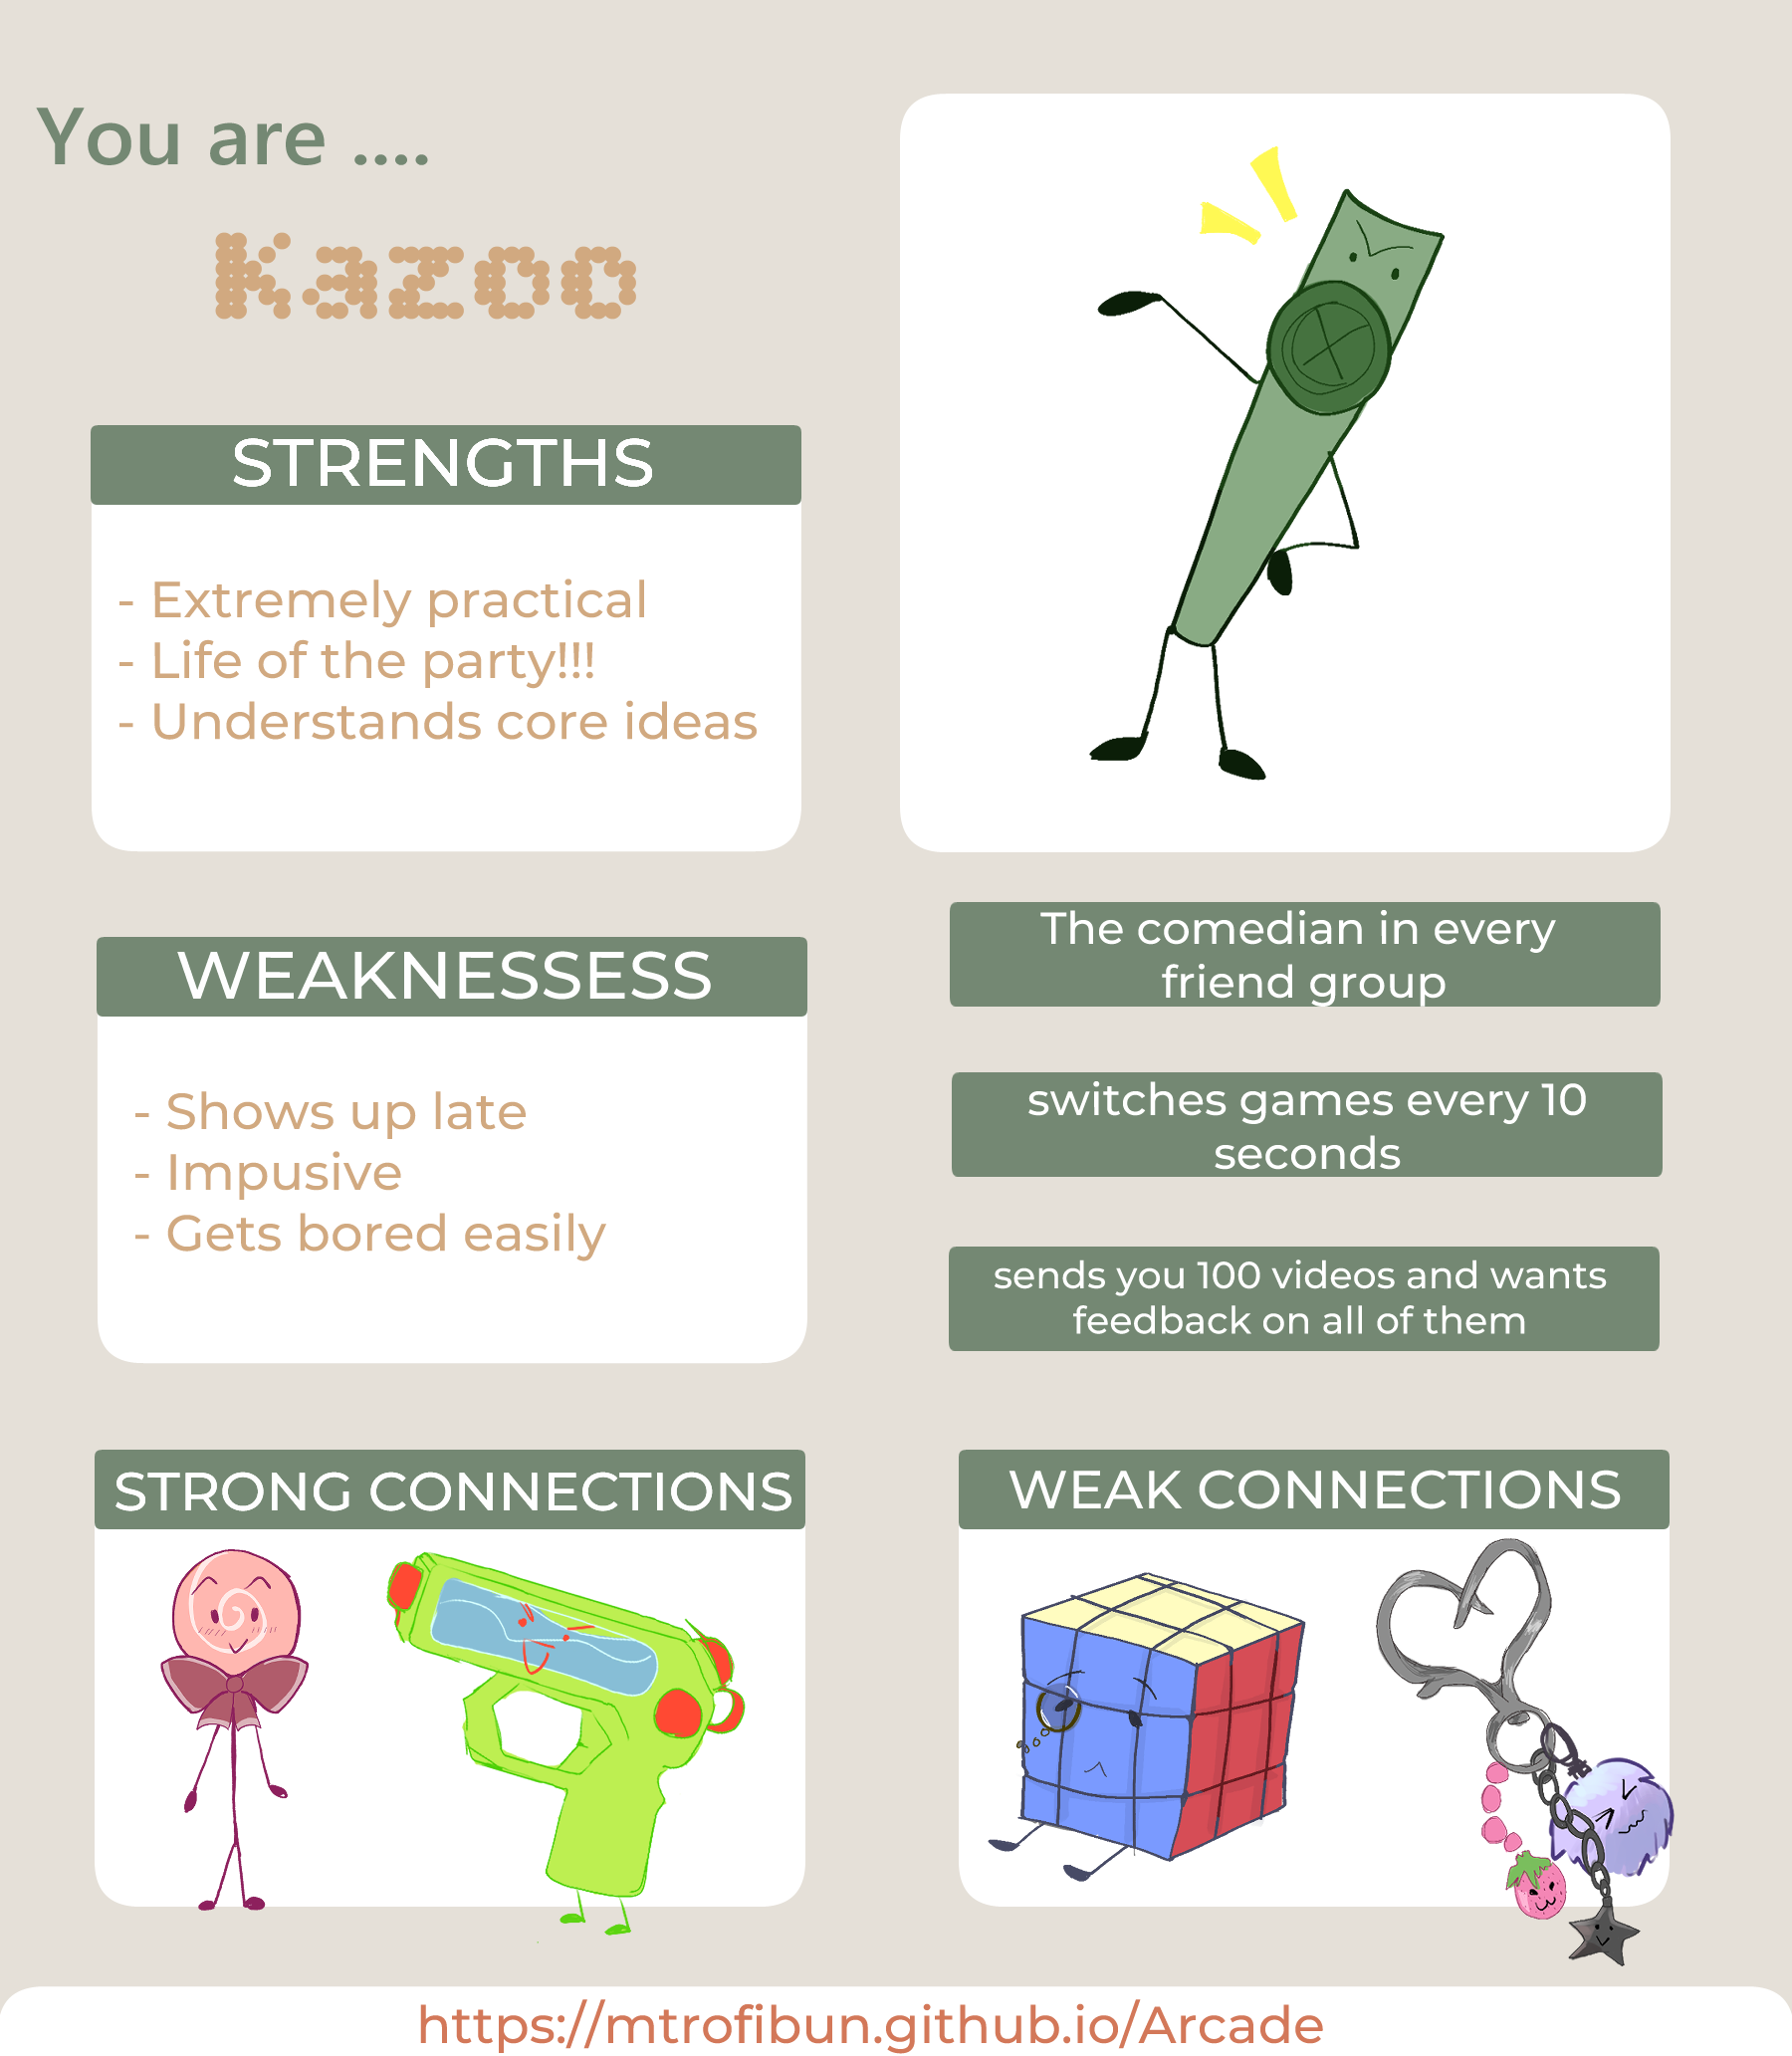 You are ....
Kazoo
STRENGTHS
- Extremely practical
- Life of the party!!!
- Understands core ideas
WEAKNESSESS
- Shows up late
- Impusive
- Gets bored easily
The comedian in every
friend group
switches games every 10
seconds
sends you 100 videos and wants
feedback on all of them
STRONG CONNECTIONS
WEAK CONNECTIONS
https://mtrofibun.github.io/Arcade